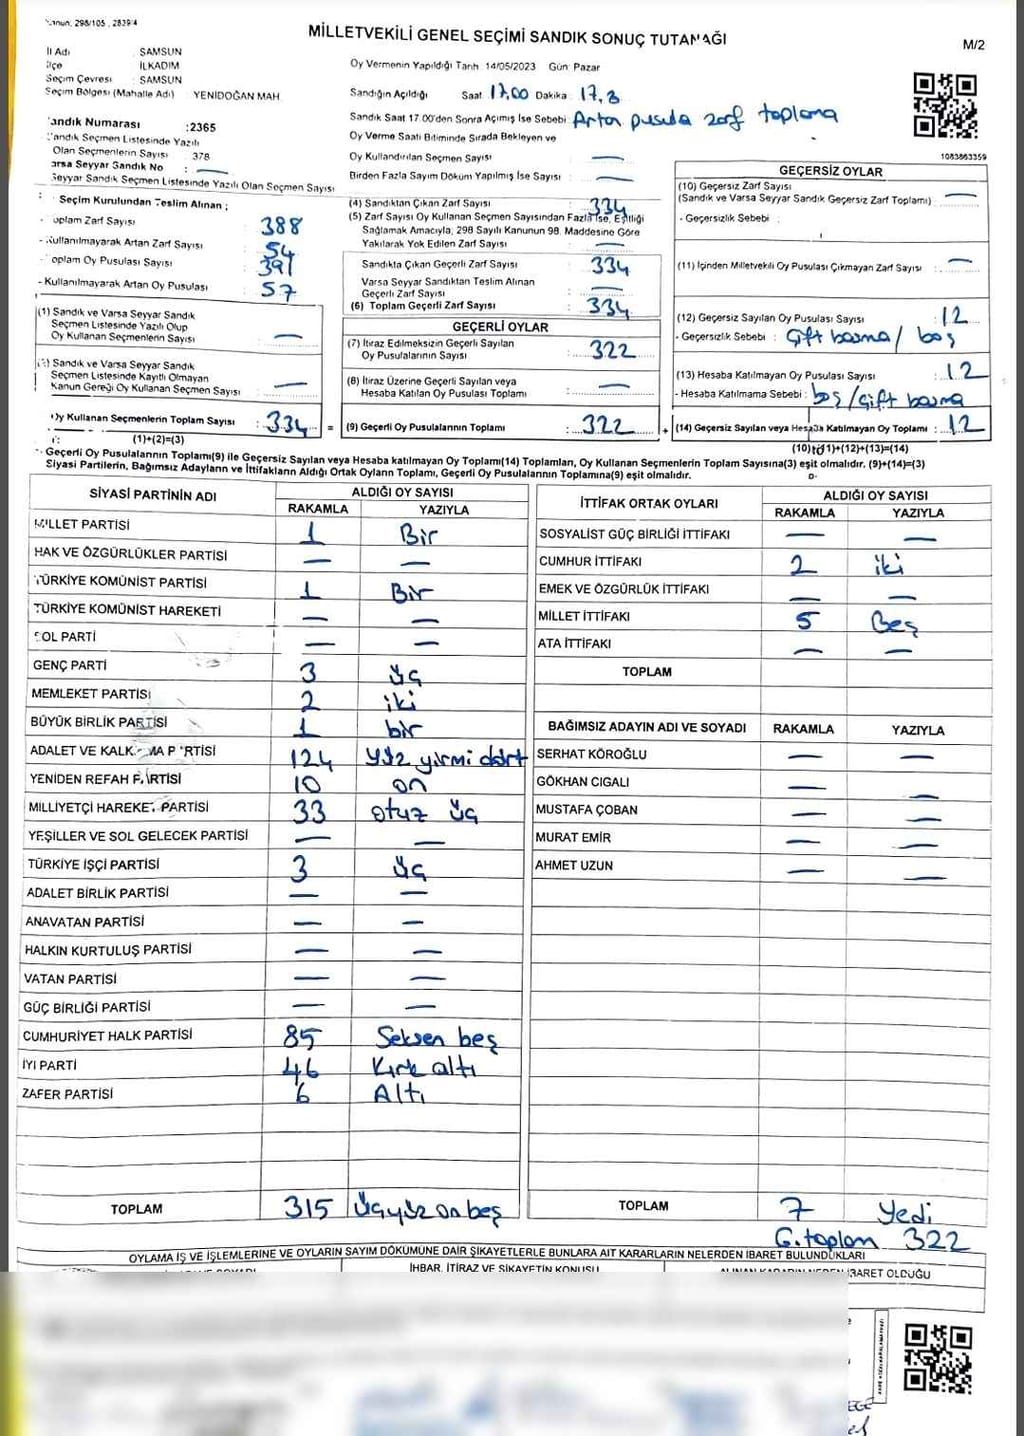 Kanun: 298/105, 2839/4
MİLLETVEKİLİ GENEL SEÇİMİ SANDIK SONUÇ TUTANAĞI
M/2
İl Adı : SAMSUN
İlçe : İLKADIM
Seçim Çevresi : SAMSUN
Seçim Bölgesi (Mahalle Adı) YENİDOĞAN MAH.
Sandık Numarası :2365
Sandık Seçmen Listesinde Yazılı
Olan Seçmenlerin Sayısı : 378
Varsa Seyyar Sandık No : —
Seyyar Sandık Seçmen Listesinde Yazılı Olan Seçmen Sayısı
Oy Vermenin Yapıldığı Tarih :14/05/2023 Gün: Pazar
Sandığın Açıldığı Saat 17,00 Dakika : 17,3
Sandık Saat 17.00'den Sonra Açımış İse Sebebi: Artan pusula zarf toplama
Oy Verme Saati Bitiminde Sırada Bekleyen ve
Oy Kullandırılan Seçmen Sayısı : —
Birden Fazla Sayım Döküm Yapılmış İse Sayısı : —
1083863359
Seçim Kurulundan Teslim Alınan ;
- Toplam Zarf Sayısı : 388
- Kullanılmayarak Artan Zarf Sayısı : 54
- Toplam Oy Pusulası Sayısı : 391
- Kullanılmayarak Artan Oy Pusulası : 57
(1) Sandık ve Varsa Seyyar Sandık
Seçmen Listesinde Yazılı Olup
Oy Kullanan Seçmenlerin Sayısı : —
(2) Sandık ve Varsa Seyyar Sandık
Seçmen Listesinde Kayıtlı Olmayan
Kanun Gereği Oy Kullanan Seçmen Sayısı : —
Oy Kullanan Seçmenlerin Toplam Sayısı : 334 =
(1)+(2)=(3)
(4) Sandıktan Çıkan Zarf Sayısı : 334
(5) Zarf Sayısı Oy Kullanan Seçmen Sayısından Fazla İse, Eşitliği
Sağlamak Amacıyla, 298 Sayılı Kanunun 98. Maddesine Göre
Yakılarak Yok Edilen Zarf Sayısı : —
Sandıkta Çıkan Geçerli Zarf Sayısı : 334
Varsa Seyyar Sandıktan Teslim Alınan
Geçerli Zarf Sayısı : —
(6) Toplam Geçerli Zarf Sayısı : 334
GEÇERLİ OYLAR
(7) İtiraz Edilmeksizin Geçerli Sayılan
Oy Pusulalarının Sayısı : 322
(8) İtiraz Üzerine Geçerli Sayılan veya
Hesaba Katılan Oy Pusulası Toplamı : —
(9) Geçerli Oy Pusulalarının Toplamı : 322 +
GEÇERSİZ OYLAR
(10) Geçersiz Zarf Sayısı
(Sandık ve Varsa Seyyar Sandık Geçersiz Zarf Toplamı) : —
- Geçersizlik Sebebi :
(11) İçinden Milletvekili Oy Pusulası Çıkmayan Zarf Sayısı : —
(12) Geçersiz Sayılan Oy Pusulası Sayısı : 12
- Geçersizlik Sebebi : Çift basma / boş
(13) Hesaba Katılmayan Oy Pusulası Sayısı : 12
- Hesaba Katılmama Sebebi : boş / çift basma
(14) Geçersiz Sayılan veya Hesaba Katılmayan Oy Toplamı : 12
(10)+(11)+(12)+(13)=(14)
Geçerli Oy Pusulalarının Toplamı(9) ile Geçersiz Sayılan veya Hesaba katılmayan Oy Toplamı(14) Toplamları, Oy Kullanan Seçmenlerin Toplam Sayısına(3) eşit olmalıdır. (9)+(14)=(3)
Siyasi Partilerin, Bağımsız Adayların ve İttifakların Aldığı Ortak Oyların Toplamı, Geçerli Oy Pusulalarının Toplamına(9) eşit olmalıdır.
SİYASİ PARTİNİN ADI ALDIĞI OY SAYISI
RAKAMLA YAZIYLA
MİLLET PARTİSİ 1 Bir
HAK VE ÖZGÜRLÜKLER PARTİSİ — —
TÜRKİYE KOMÜNİST PARTİSİ 1 Bir
TÜRKİYE KOMÜNİST HAREKETİ — —
SOL PARTİ — —
GENÇ PARTİ 3 üç
MEMLEKET PARTİSİ 2 iki
BÜYÜK BİRLİK PARTİSİ 1 bir
ADALET VE KALKINMA PARTİSİ 124 yüz yirmi dört
YENİDEN REFAH PARTİSİ 10 on
MİLLİYETÇİ HAREKET PARTİSİ 33 otuz üç
YEŞİLLER VE SOL GELECEK PARTİSİ — —
TÜRKİYE İŞÇİ PARTİSİ 3 üç
ADALET BİRLİK PARTİSİ — —
ANAVATAN PARTİSİ — —
HALKIN KURTULUŞ PARTİSİ — —
VATAN PARTİSİ — —
GÜÇ BİRLİĞİ PARTİSİ — —
CUMHURİYET HALK PARTİSİ 85 Seksen beş
İYİ PARTİ 46 Kırk altı
ZAFER PARTİSİ 6 Altı
TOPLAM 315 üçyüz on beş
İTTİFAK ORTAK OYLARI ALDIĞI OY SAYISI
RAKAMLA YAZIYLA
SOSYALİST GÜÇ BİRLİĞİ İTTİFAKI — —
CUMHUR İTTİFAKI 2 iki
EMEK VE ÖZGÜRLÜK İTTİFAKI — —
MİLLET İTTİFAKI 5 Beş
ATA İTTİFAKI — —
TOPLAM
BAĞIMSIZ ADAYIN ADI VE SOYADI RAKAMLA YAZIYLA
SERHAT KÖROĞLU — —
GÖKHAN CIGALI — —
MUSTAFA ÇOBAN — —
MURAT EMİR — —
AHMET UZUN — —
TOPLAM 7 Yedi
G.toplam 322
OYLAMA İŞ VE İŞLEMLERİNE VE OYLARIN SAYIM DÖKÜMÜNE DAİR ŞİKAYETLERLE BUNLARA AİT KARARLARIN NELERDEN İBARET BULUNDUKLARI
İHBAR, İTİRAZ VE ŞİKAYETİN KONUSU
ALINAN KARARIN NEDEN İBARET OLDUĞU